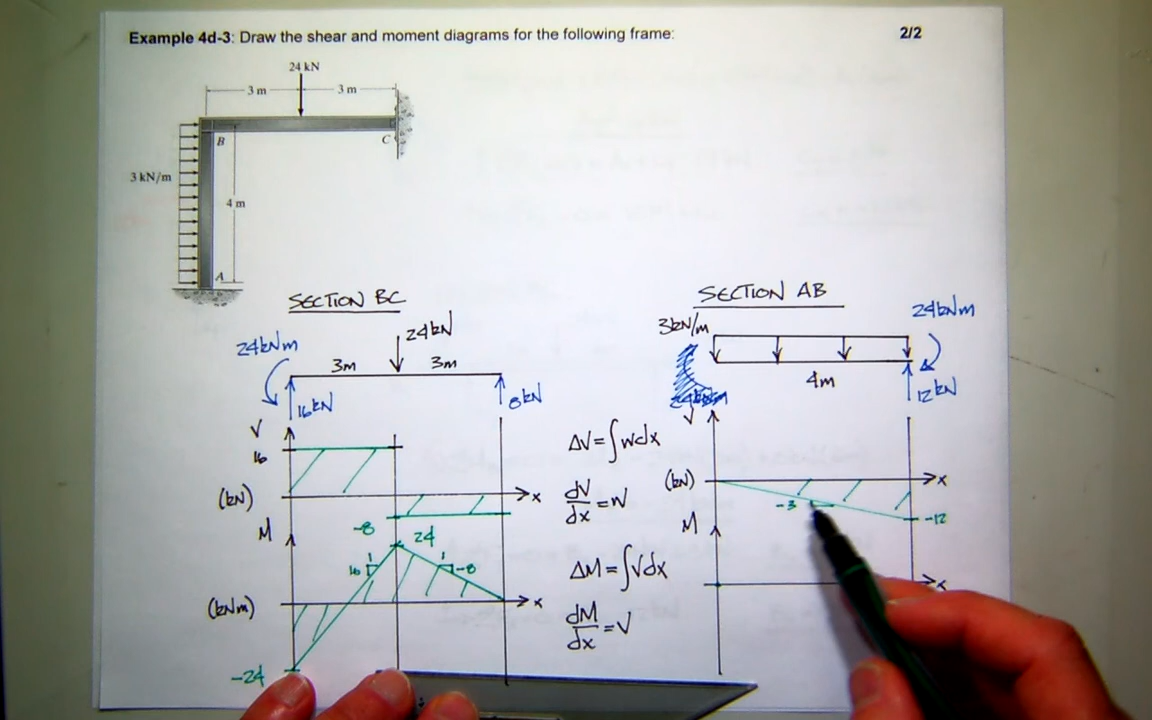 Example 4d-3: Draw the shear and moment diagrams for the following frame:
2/2
24 kN
3 m
3 m
B
C
3 kN/m
4 m
A
SECTION BC
24kNm
24kN
3m
3m
16kN
8kN
V
16
(kN)
x
-8
M
24
1
16
1
-8
(kNm)
x
-24
ΔV=∫wdx
dV
dx
=w
ΔM=∫Vdx
dM
dx
=V
SECTION AB
3kN/m
24kNm
4m
12kN
V
(kN)
x
-3
-12
M
x